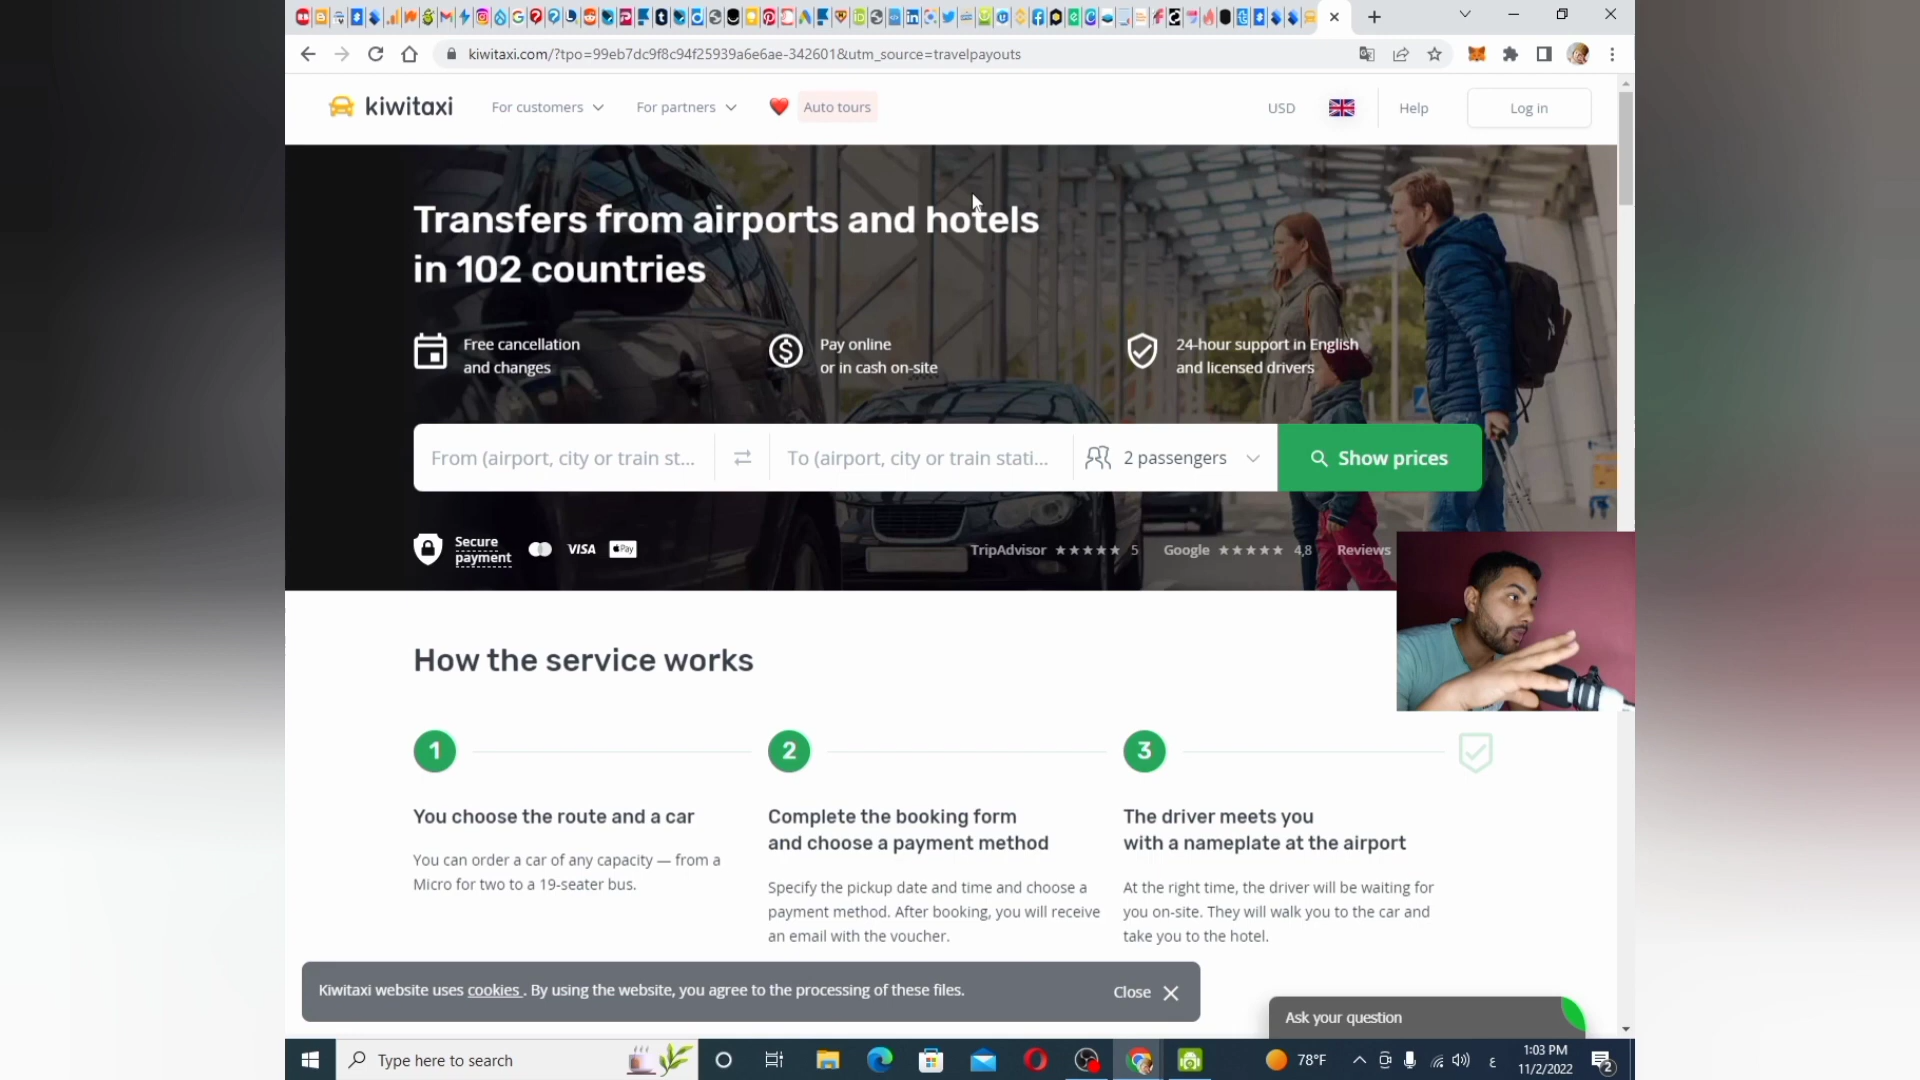 kiwitaxi.com/?tpo=99eb7dc9f8c94f25939a6e6ae-342601&utm_source=travelpayouts
kiwitaxi
For customers
For partners
Auto tours
USD
Help
Log in
Transfers from airports and hotels
in 102 countries
Free cancellation
and changes
Pay online
or in cash on-site
24-hour support in English
and licensed drivers
From (airport, city or train st...
To (airport, city or train stati...
2 passengers
Show prices
Secure
payment
VISA
Pay
TripAdvisor ★★★★★ 5
Google ★★★★★ 4,8
Reviews
How the service works
1
2
3
You choose the route and a car
You can order a car of any capacity — from a
Micro for two to a 19-seater bus.
Complete the booking form
and choose a payment method
Specify the pickup date and time and choose a
payment method. After booking, you will receive
an email with the voucher.
The driver meets you
with a nameplate at the airport
At the right time, the driver will be waiting for
you on-site. They will walk you to the car and
take you to the hotel.
Kiwitaxi website uses cookies . By using the website, you agree to the processing of these files.
Close
Ask your question
Type here to search
78°F
ع
1:03 PM
11/2/2022
2